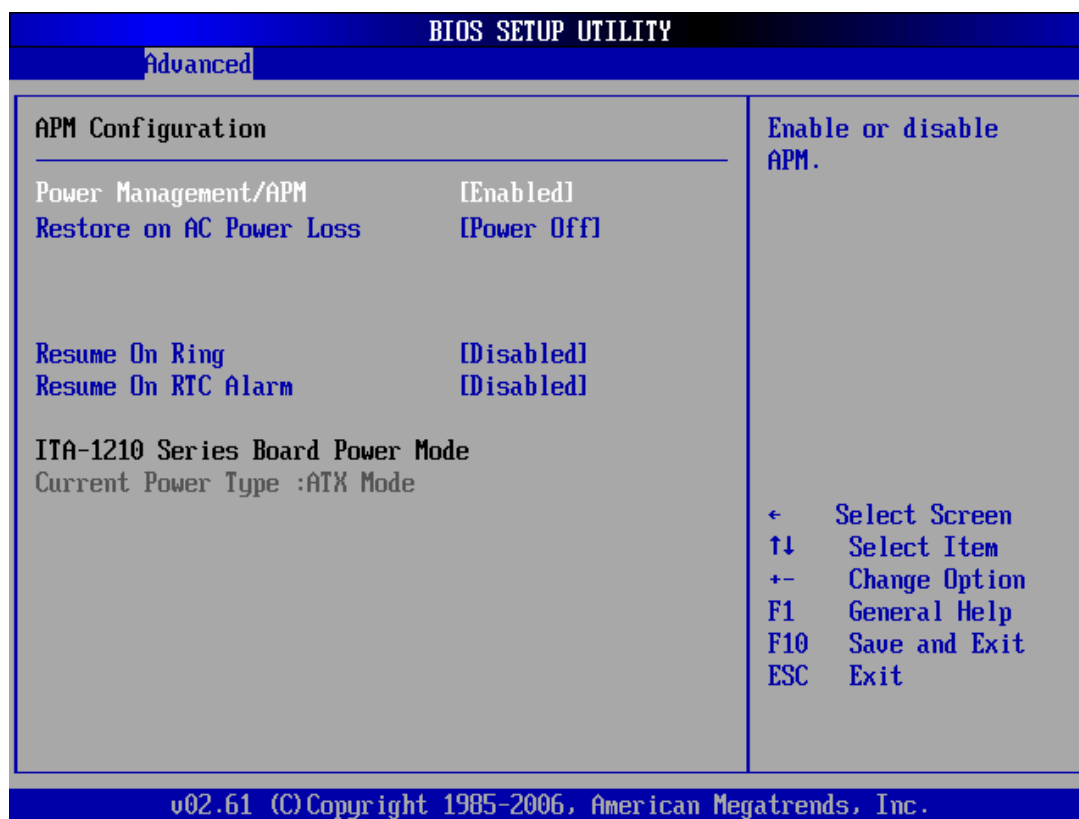 BIOS SETUP UTILITY
Advanced
APM Configuration
Power Management/APM [Enabled]
Restore on AC Power Loss [Power Off]
Resume On Ring [Disabled]
Resume On RTC Alarm [Disabled]
ITA-1210 Series Board Power Mode
Current Power Type :ATX Mode
Enable or disable
APM.
← Select Screen
↑↓ Select Item
+- Change Option
F1 General Help
F10 Save and Exit
ESC Exit
v02.61 (C)Copyright 1985-2006, American Megatrends, Inc.